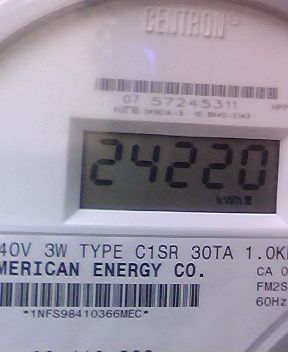 CENTRON®
07 57245311
24220
kWh
40V 3W TYPE C1SR 30TA 1.0K
MERICAN ENERGY CO.
CA 0
FM2S
60Hz
*1NFS98410366MEC*